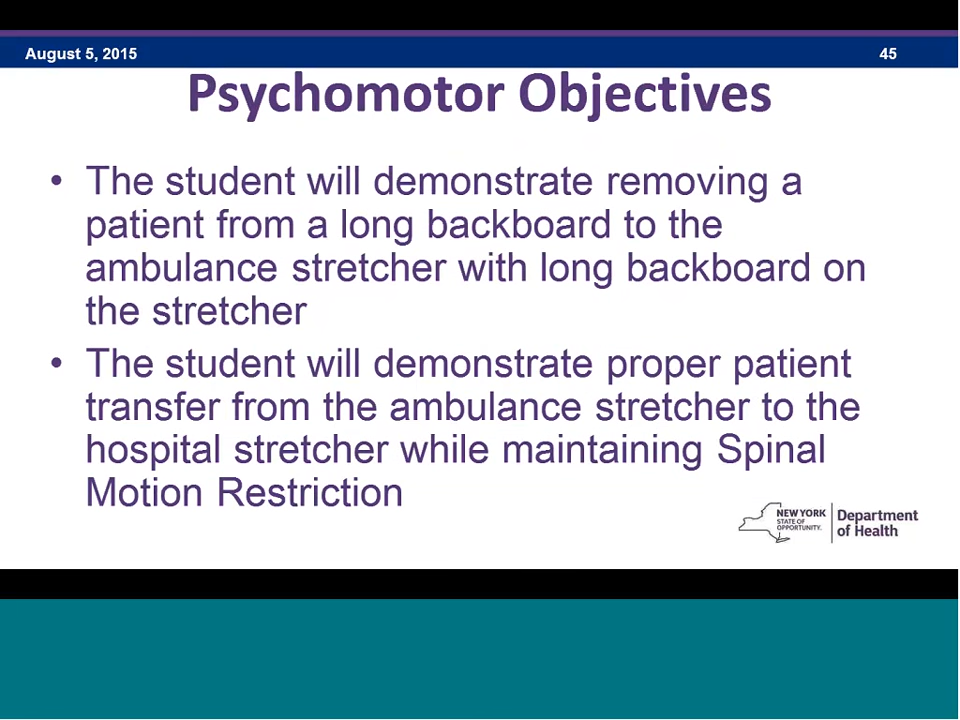 August 5, 2015
45
Psychomotor Objectives
• The student will demonstrate removing a
patient from a long backboard to the
ambulance stretcher with long backboard on
the stretcher
• The student will demonstrate proper patient
transfer from the ambulance stretcher to the
hospital stretcher while maintaining Spinal
Motion Restriction
NEW YORK
STATE OF
OPPORTUNITY.
Department
of Health